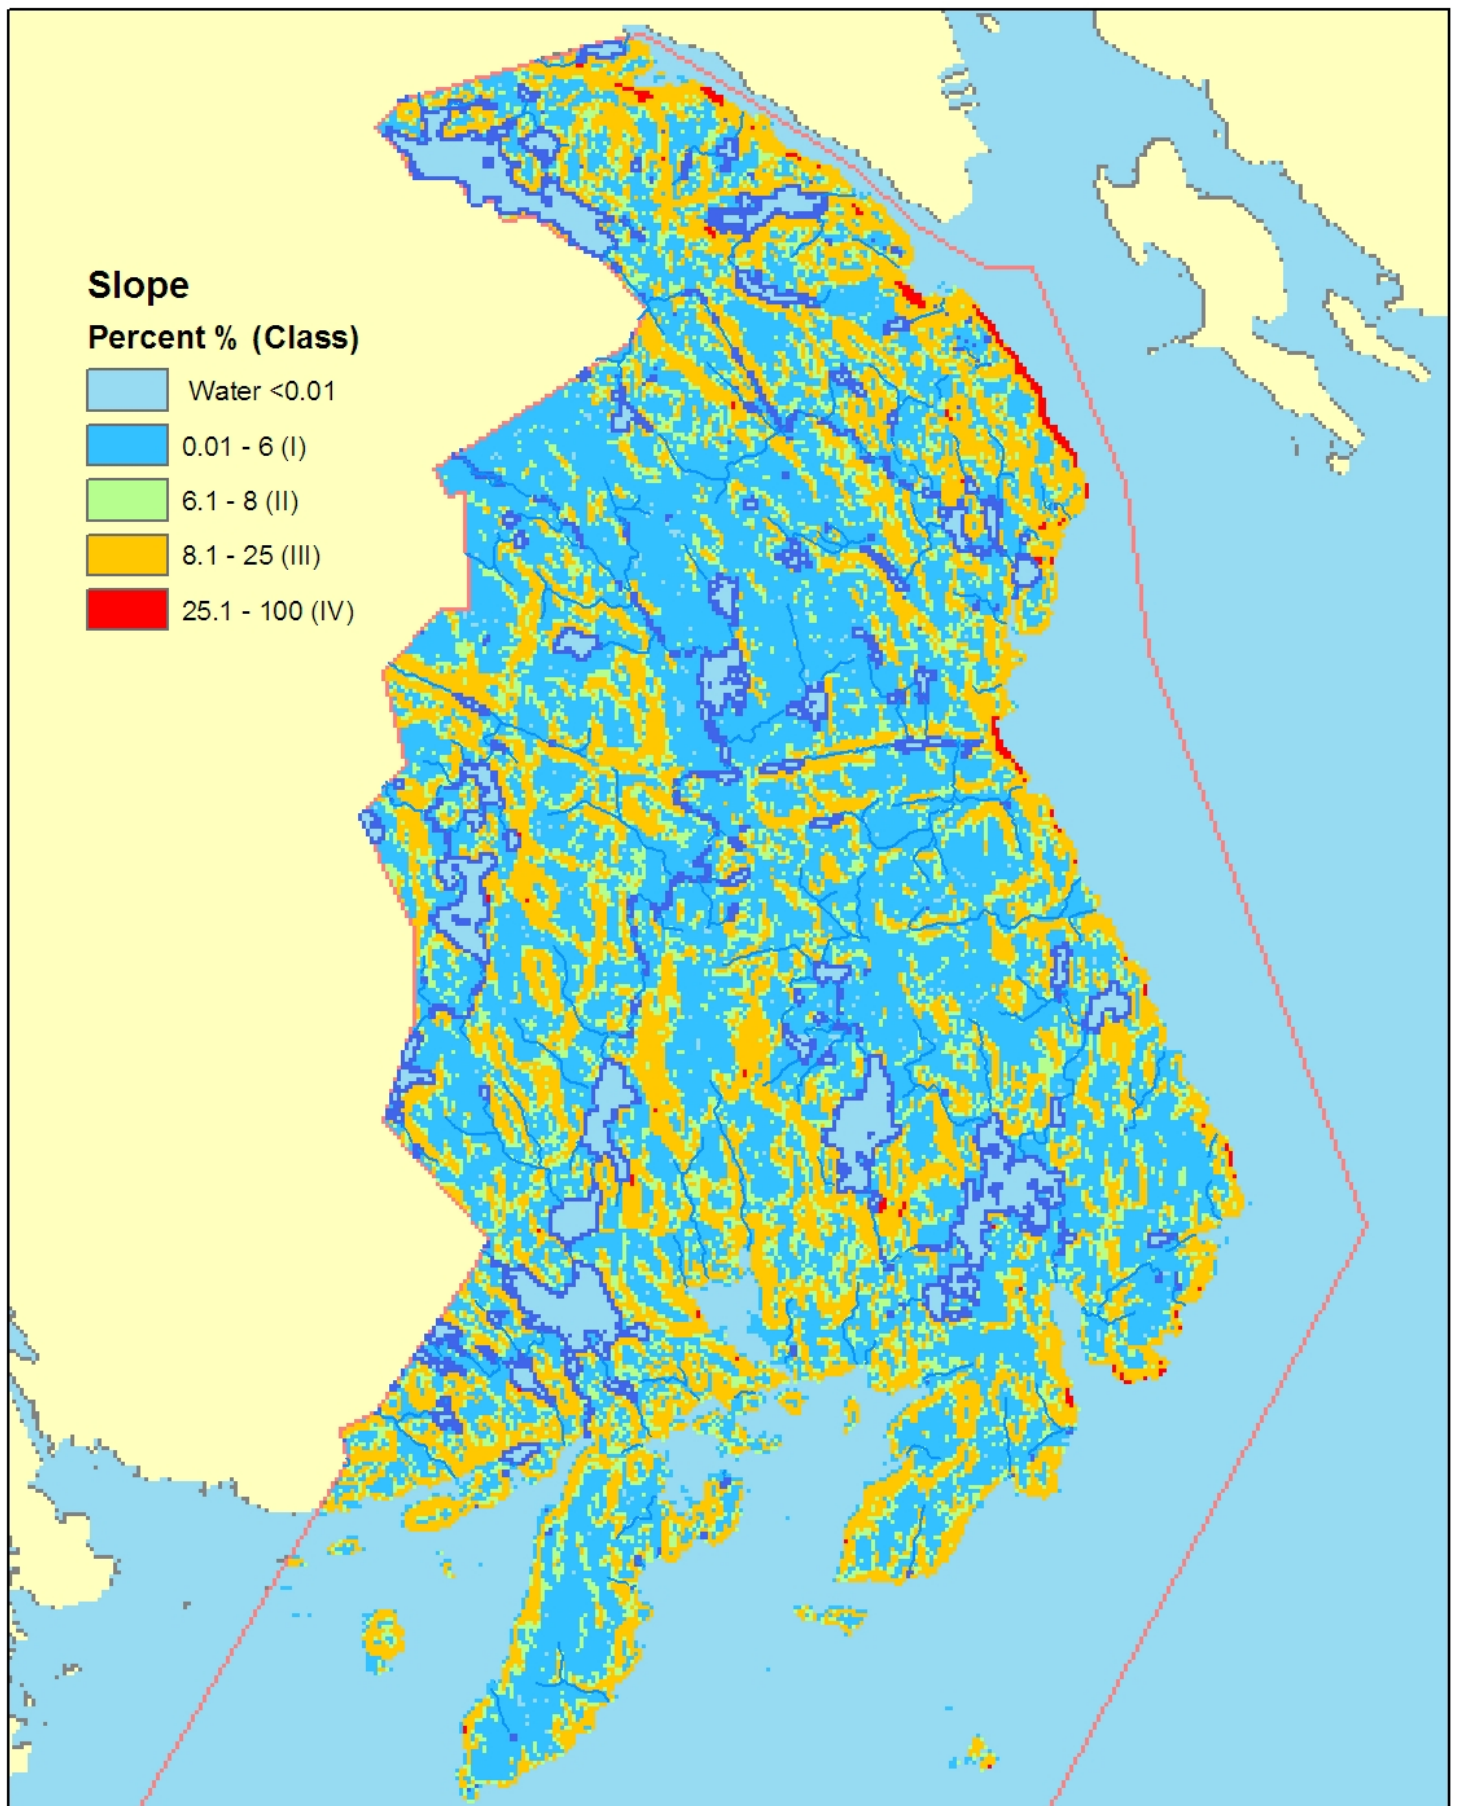 Slope
Percent % (Class)
Water <0.01
0.01 - 6 (I)
6.1 - 8 (II)
8.1 - 25 (III)
25.1 - 100 (IV)